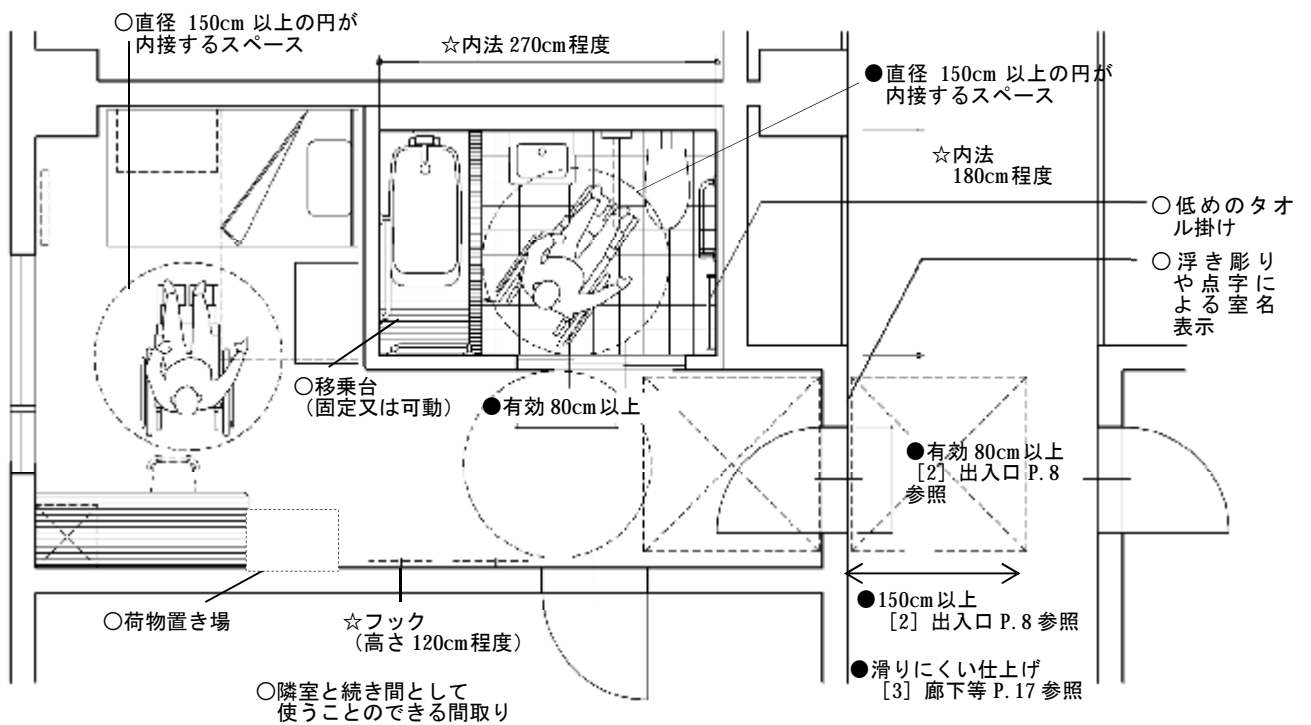 ○直径 150cm 以上の円が
内接するスペース
☆内法 270cm程度
●直径 150cm 以上の円が
内接するスペース
☆内法
180cm程度
○低めのタオ
ル掛け
○浮き彫り
や点字に
よる室名
表示
○移乗台
（固定又は可動）
●有効 80cm以上
●有効 80cm以上
［2］出入口 P.8
参照
○荷物置き場
☆フック
（高さ 120cm程度）
●150cm以上
［2］出入口 P.8 参照
○隣室と続き間として
使うことのできる間取り
●滑りにくい仕上げ
［3］廊下等 P.17 参照